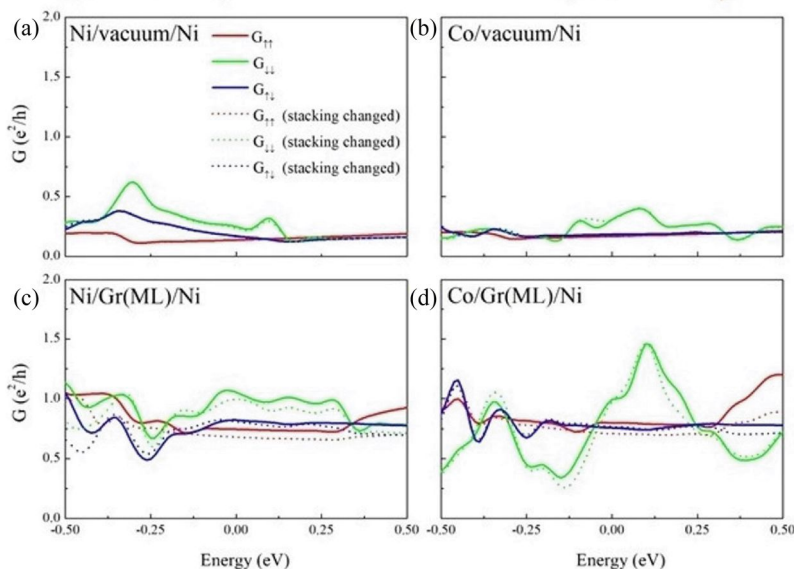 (a) Ni/vacuum/Ni
2.0
1.5
1.0
0.5
0.0
G (e²/h)
G↑↑
G↓↓
G↑↓
G↑↑ (stacking changed)
G↓↓ (stacking changed)
G↑↓ (stacking changed)
(b) Co/vacuum/Ni
(c) Ni/Gr(ML)/Ni
2.0
1.5
1.0
0.5
0.0
G (e²/h)
-0.50 -0.25 0.00 0.25 0.50
Energy (eV)
(d) Co/Gr(ML)/Ni
-0.50 -0.25 0.00 0.25 0.50
Energy (eV)